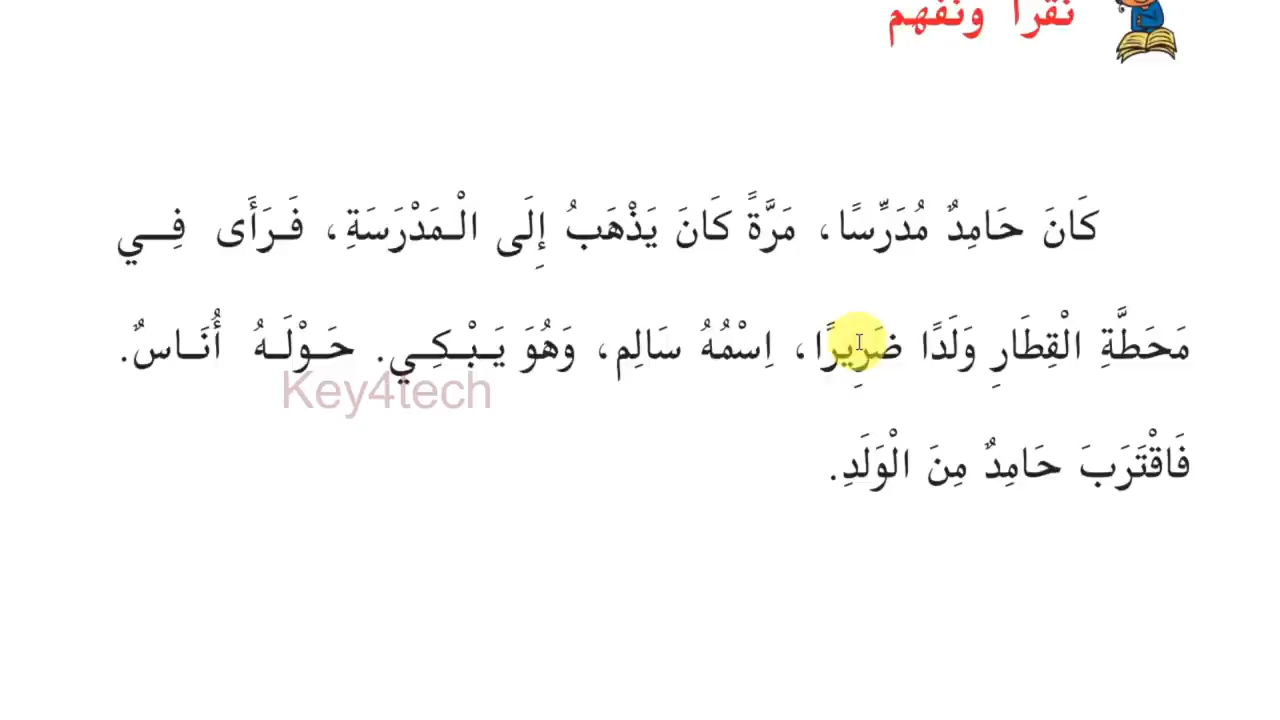 نقرأ ونفهم
كَانَ حَامِدٌ مُدَرِّسًا، مَرَّةً كَانَ يَذْهَبُ إِلَى الْمَدْرَسَةِ، فَرَأَى فِي
مَحَطَّةِ الْقِطَارِ وَلَدًا ضَرِيرًا، اِسْمُهُ سَالِم، وَهُوَ يَبْكِي. حَوْلَهُ أُنَاسٌ.
Key4tech
فَاقْتَرَبَ حَامِدٌ مِنَ الْوَلَدِ.